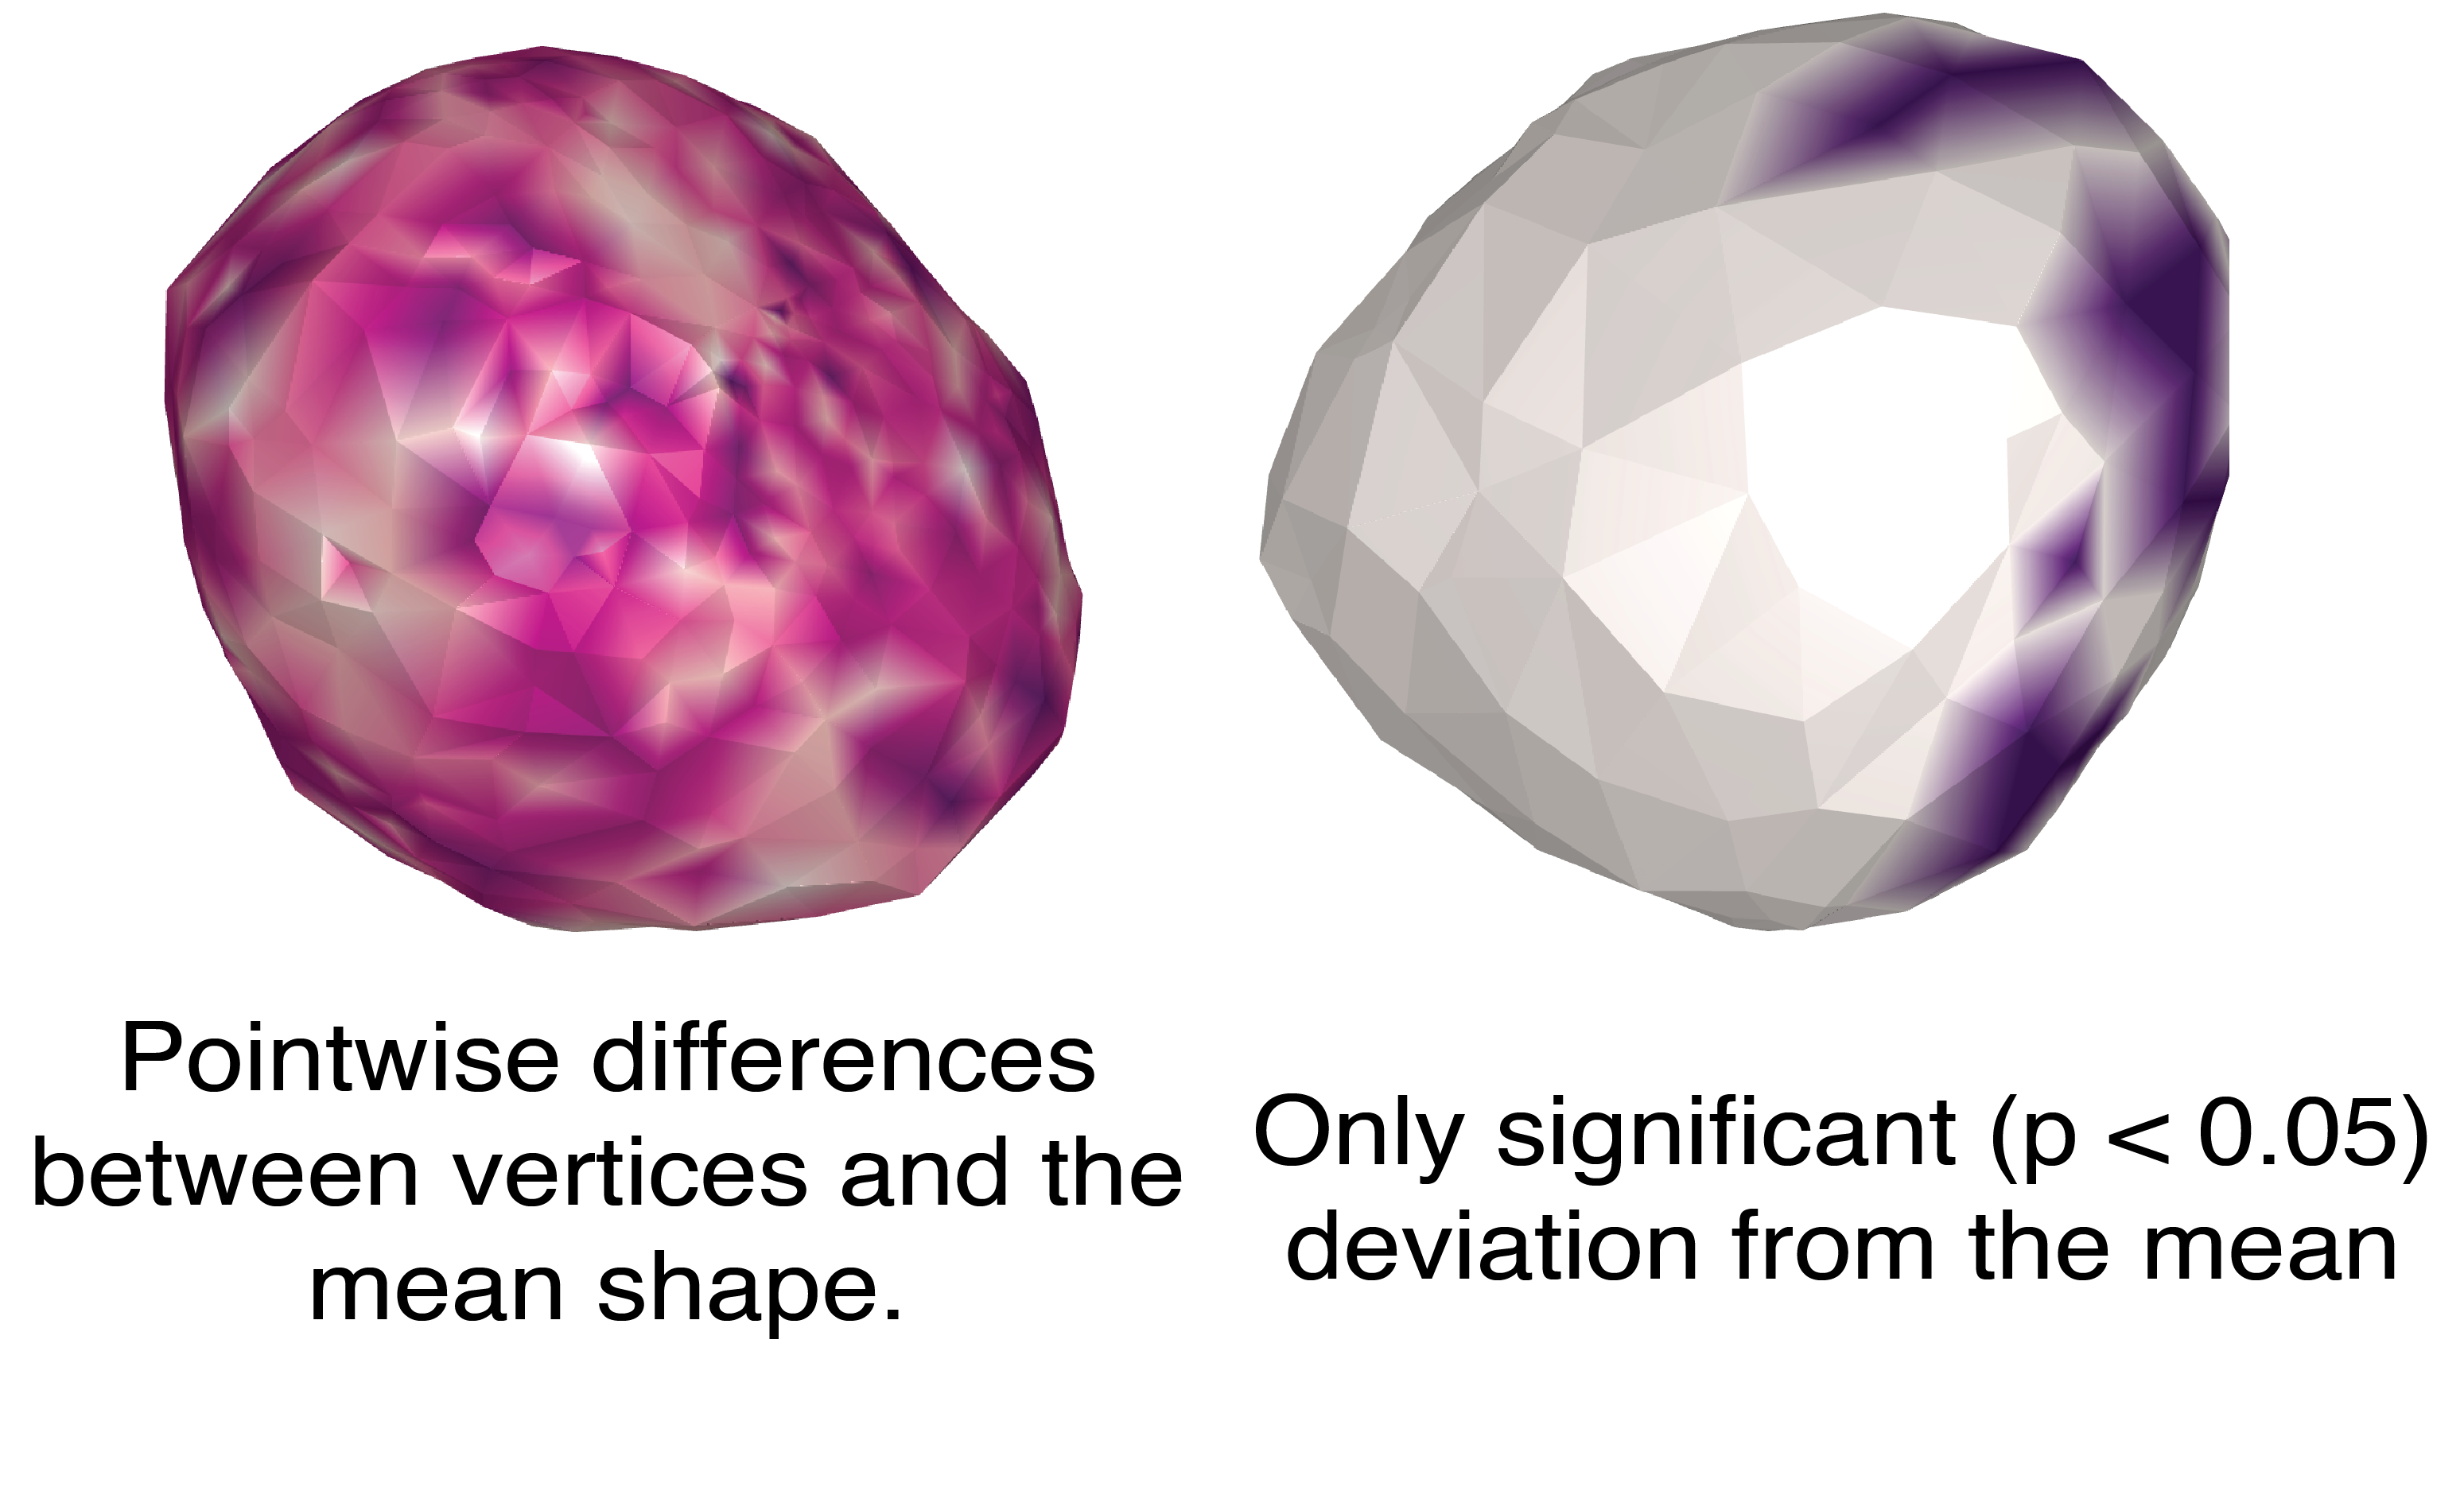 Pointwise differences
between vertices and the
mean shape.
Only significant (p < 0.05)
deviation from the mean